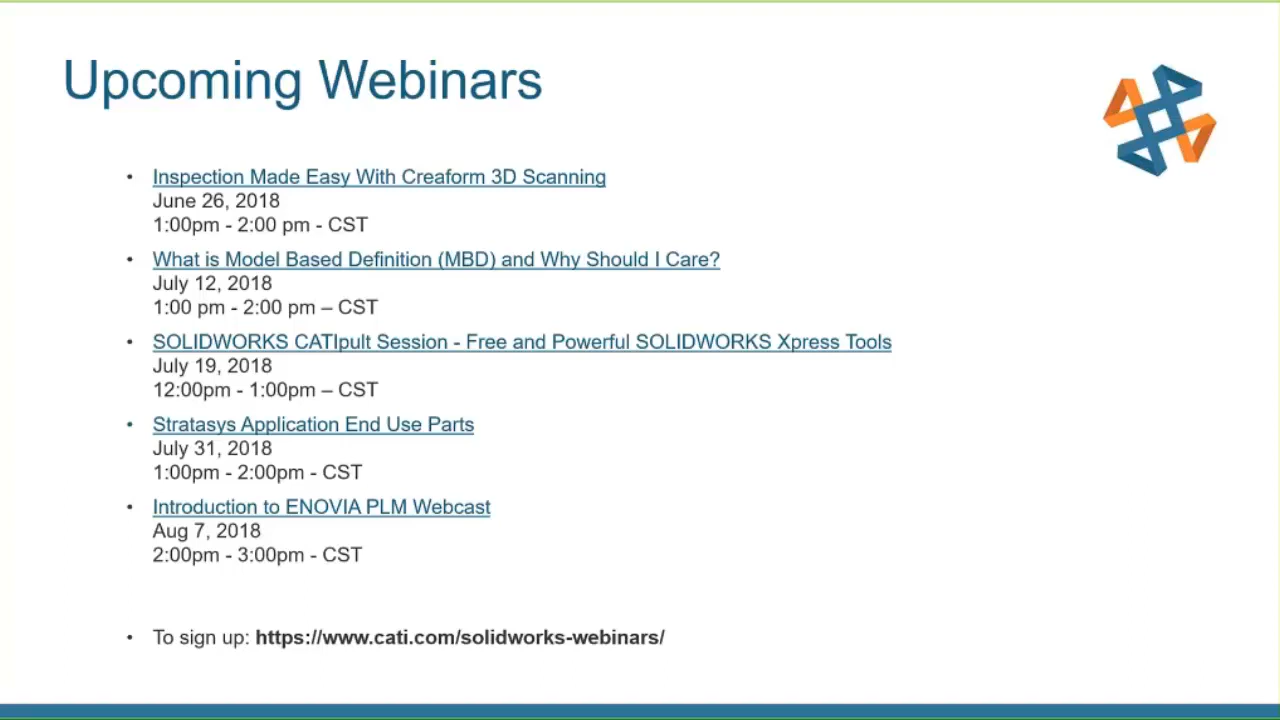 Upcoming Webinars
• Inspection Made Easy With Creaform 3D Scanning
June 26, 2018
1:00pm - 2:00 pm - CST
• What is Model Based Definition (MBD) and Why Should I Care?
July 12, 2018
1:00 pm - 2:00 pm – CST
• SOLIDWORKS CATIpult Session - Free and Powerful SOLIDWORKS Xpress Tools
July 19, 2018
12:00pm - 1:00pm – CST
• Stratasys Application End Use Parts
July 31, 2018
1:00pm - 2:00pm - CST
• Introduction to ENOVIA PLM Webcast
Aug 7, 2018
2:00pm - 3:00pm - CST
• To sign up: https://www.cati.com/solidworks-webinars/